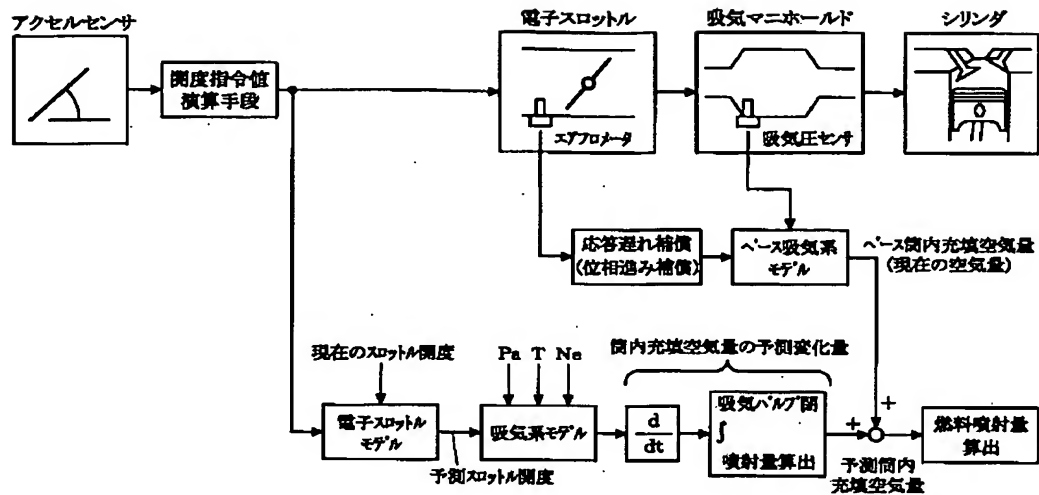 アクセルセンサ
電子スロットル
吸気マニホールド
シリンダ
開度指令値
演算手段
エアフロメータ
吸気圧センサ
応答遅れ補償
(位相進み補償)
ベース吸気系
モデル
ベース筒内充填空気量
(現在の空気量)
現在のスロットル開度
Pa T Ne
筒内充填空気量の予測変化量
電子スロットル
モデル
吸気系モデル
d
dt
吸気バルブ閉
∫
噴射量算出
+
+
燃料噴射量
算出
予測スロットル開度
予測筒内
充填空気量